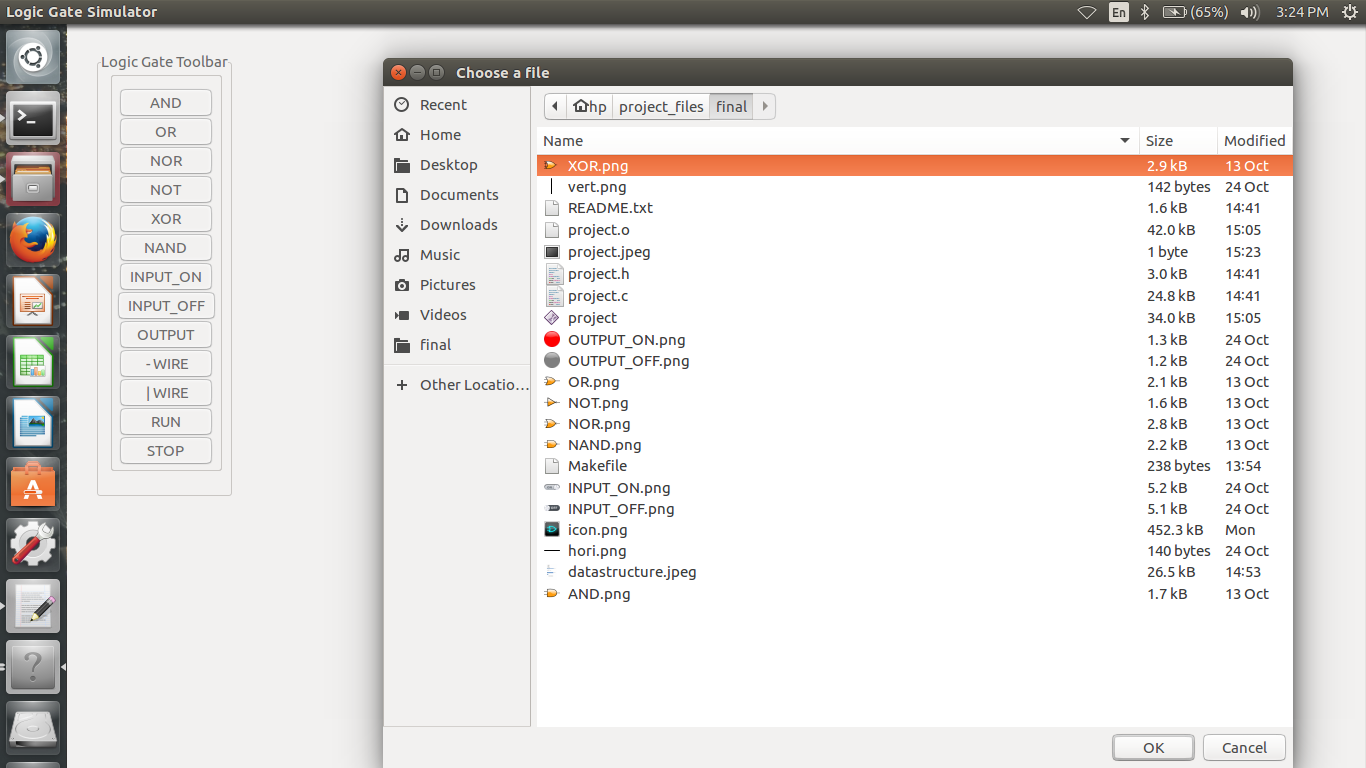 Logic Gate Simulator
En
(65%)
3:24 PM
Logic Gate Toolbar
AND
OR
NOR
NOT
XOR
NAND
INPUT_ON
INPUT_OFF
OUTPUT
- WIRE
| WIRE
RUN
STOP
Choose a file
Recent
Home
Desktop
Documents
Downloads
Music
Pictures
Videos
final
+ Other Locatio...
hp project_files final
Name Size Modified
XOR.png 2.9 kB 13 Oct
vert.png 142 bytes 24 Oct
README.txt 1.6 kB 14:41
project.o 42.0 kB 15:05
project.jpeg 1 byte 15:23
project.h 3.0 kB 14:41
project.c 24.8 kB 14:41
project 34.0 kB 15:05
OUTPUT_ON.png 1.3 kB 24 Oct
OUTPUT_OFF.png 1.2 kB 24 Oct
OR.png 2.1 kB 13 Oct
NOT.png 1.6 kB 13 Oct
NOR.png 2.8 kB 13 Oct
NAND.png 2.2 kB 13 Oct
Makefile 238 bytes 13:54
INPUT_ON.png 5.2 kB 24 Oct
INPUT_OFF.png 5.1 kB 24 Oct
icon.png 452.3 kB Mon
hori.png 140 bytes 24 Oct
datastructure.jpeg 26.5 kB 14:53
AND.png 1.7 kB 13 Oct
OK
Cancel